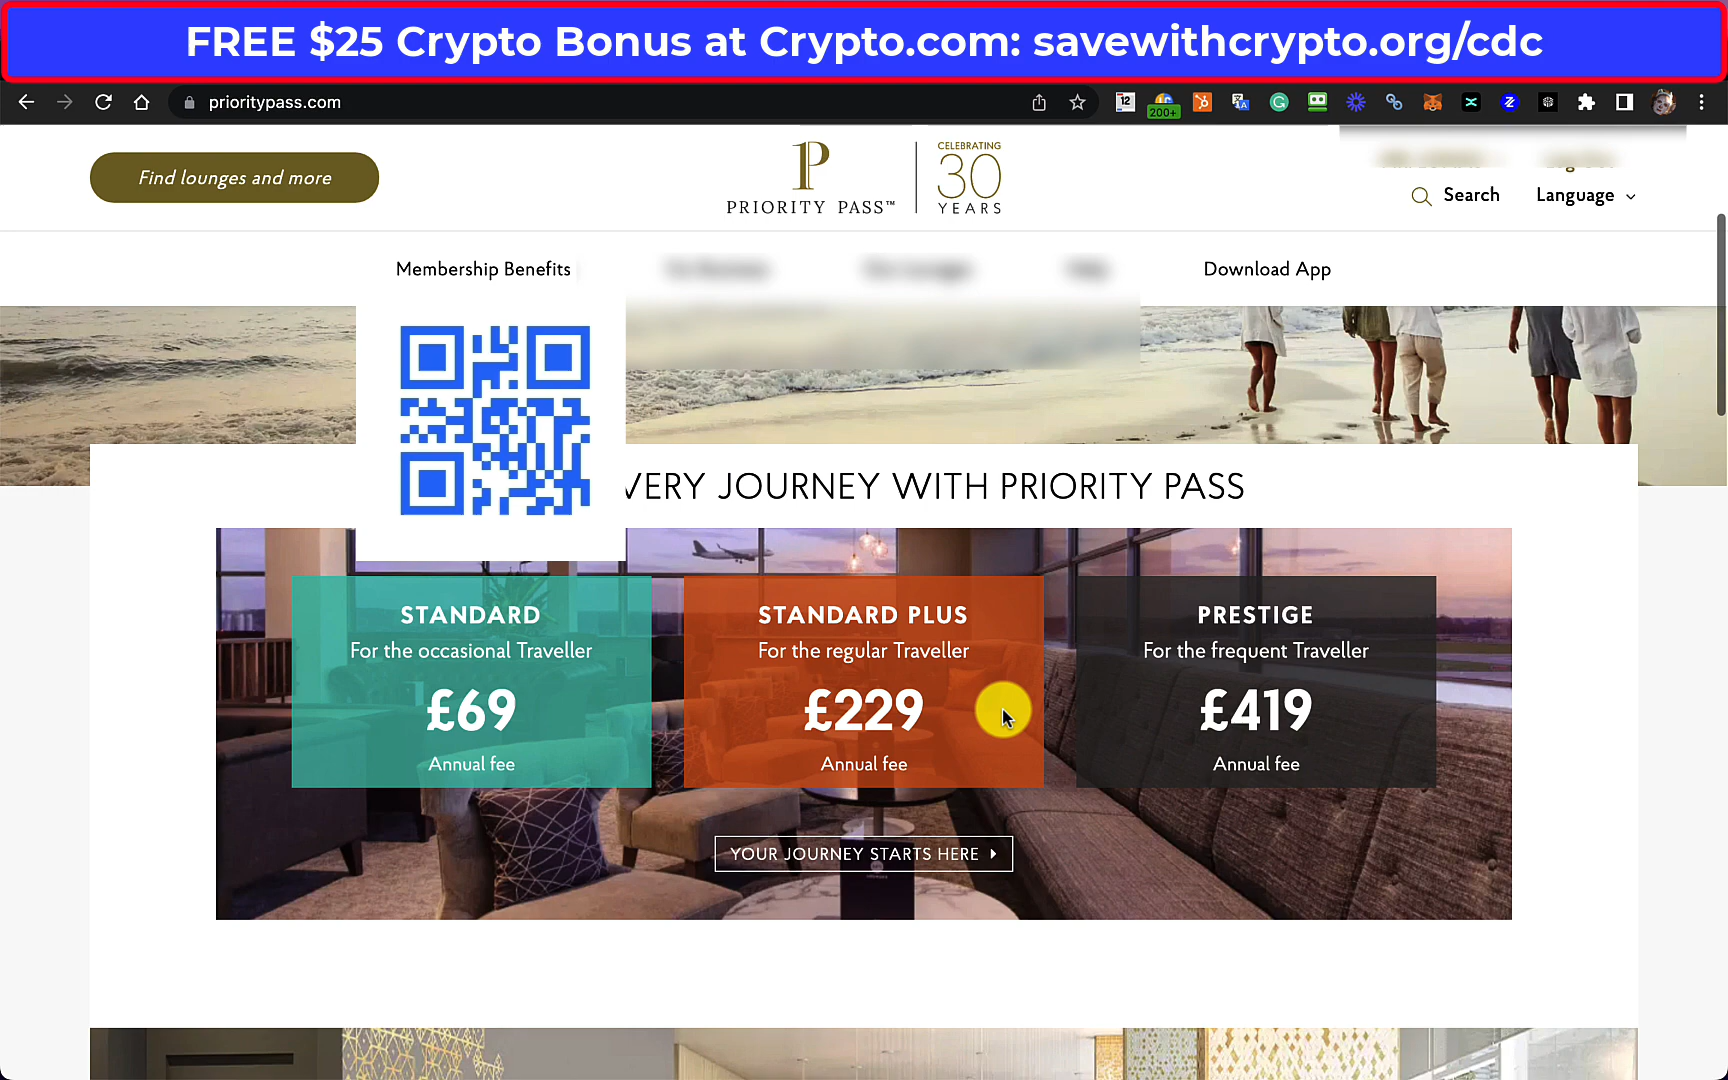 FREE $25 Crypto Bonus at Crypto.com: savewithcrypto.org/cdc
prioritypass.com
12
200+
Find lounges and more
P
PRIORITY PASS™
CELEBRATING
30
YEARS
Search
Language
Membership Benefits
Download App
VERY JOURNEY WITH PRIORITY PASS
STANDARD
For the occasional Traveller
£69
Annual fee
STANDARD PLUS
For the regular Traveller
£229
Annual fee
PRESTIGE
For the frequent Traveller
£419
Annual fee
YOUR JOURNEY STARTS HERE